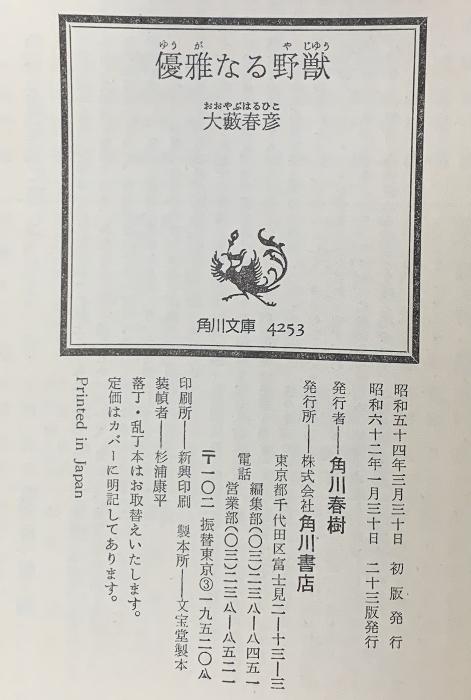 ゆうがやじゅう
優雅なる野獣
おおやぶはるひこ
大藪春彦
角川文庫 4253
昭和五十四年三月三十日 初版発行
昭和六十二年一月三十日 二十三版発行
発行者――角川春樹
発行所――株式会社角川書店
東京都千代田区富士見二―十三―三
電話 編集部(〇三)二三八―八四五一
営業部(〇三)二三八―八五二一
〒一〇二 振替東京③一九五二〇八
印刷所――新興印刷 製本所――文宝堂製本
装幀者――杉浦康平
落丁・乱丁本はお取替えいたします。
定価はカバーに明記してあります。
Printed in Japan